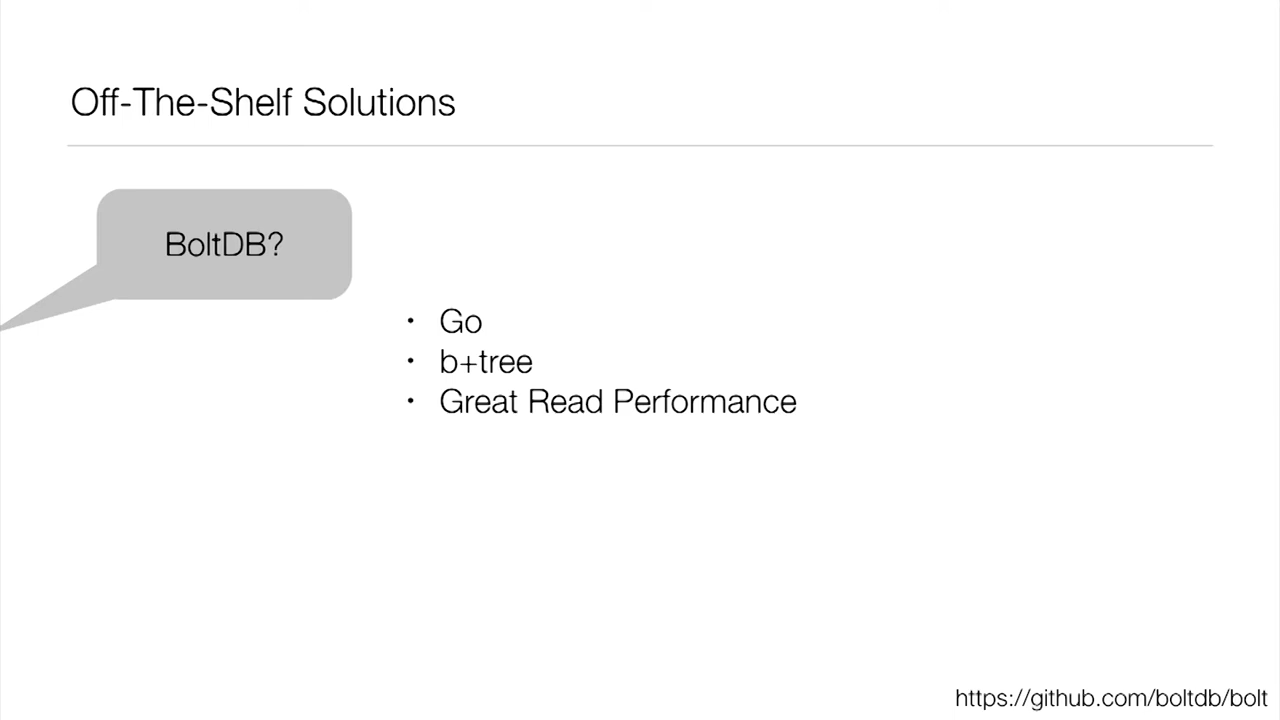 Off-The-Shelf Solutions
BoltDB?
• Go
• b+tree
• Great Read Performance
https://github.com/boltdb/bolt